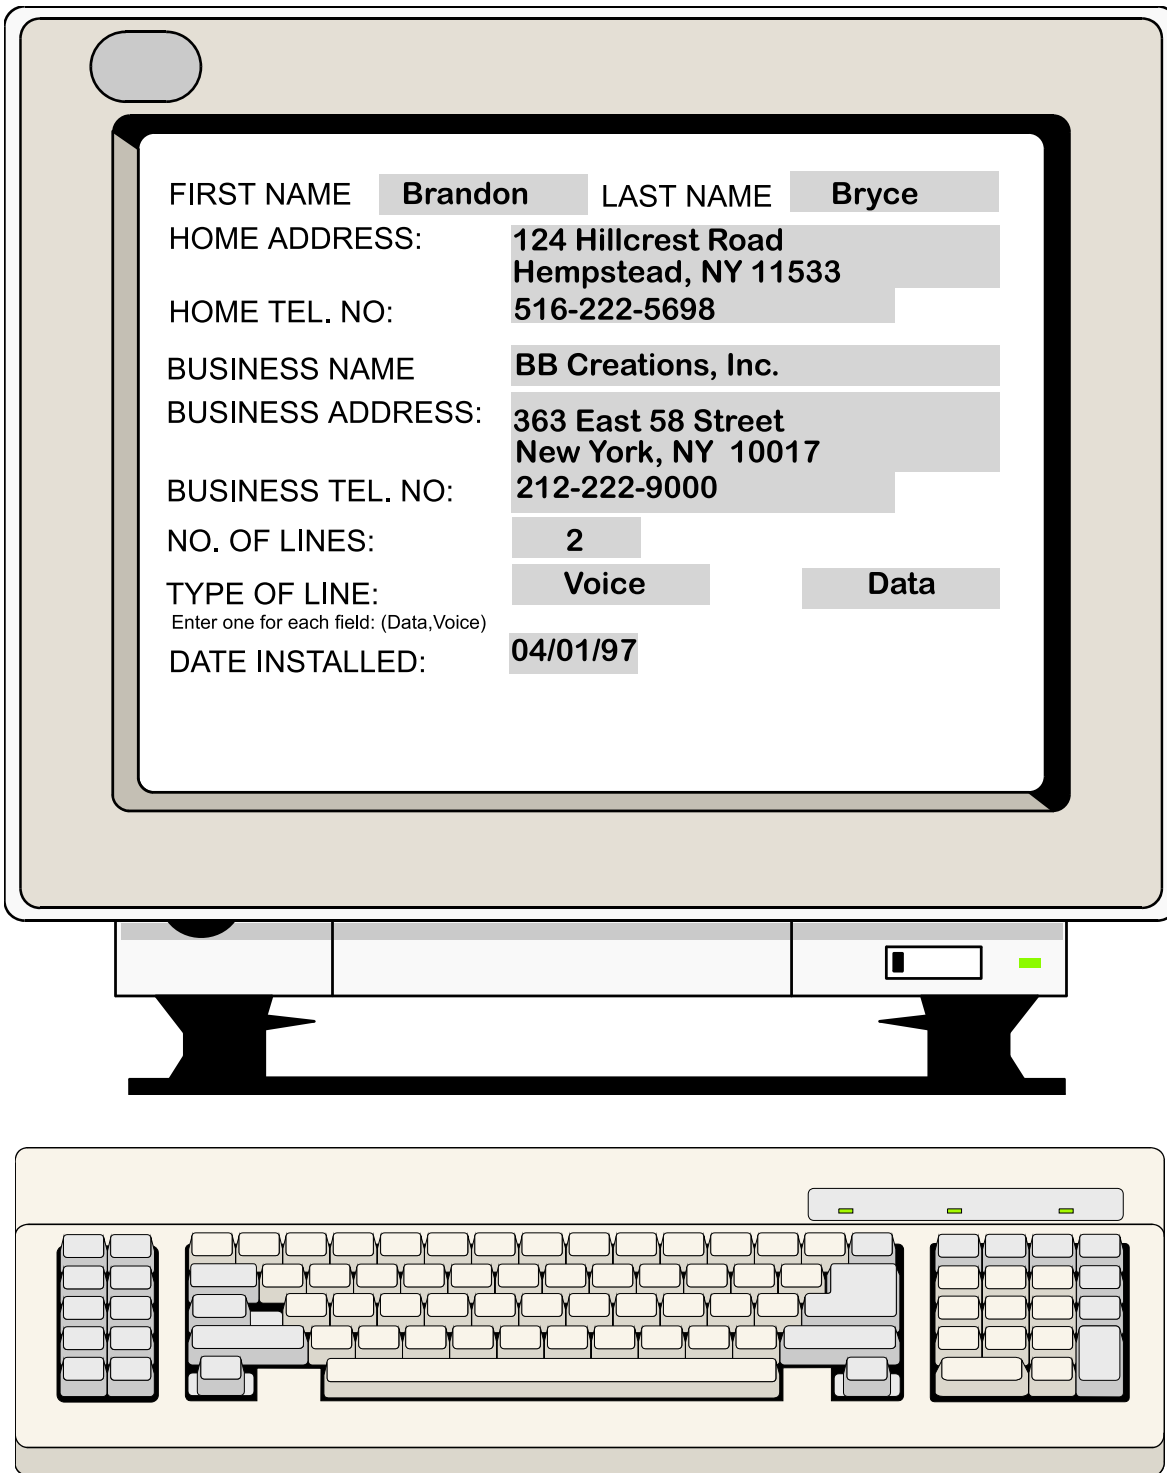 FIRST NAME Brandon LAST NAME Bryce
HOME ADDRESS: 124 Hillcrest Road
Hempstead, NY 11533
HOME TEL. NO: 516-222-5698
BUSINESS NAME BB Creations, Inc.
BUSINESS ADDRESS: 363 East 58 Street
New York, NY 10017
BUSINESS TEL. NO: 212-222-9000
NO. OF LINES: 2
TYPE OF LINE: Voice Data
Enter one for each field: (Data,Voice)
DATE INSTALLED: 04/01/97